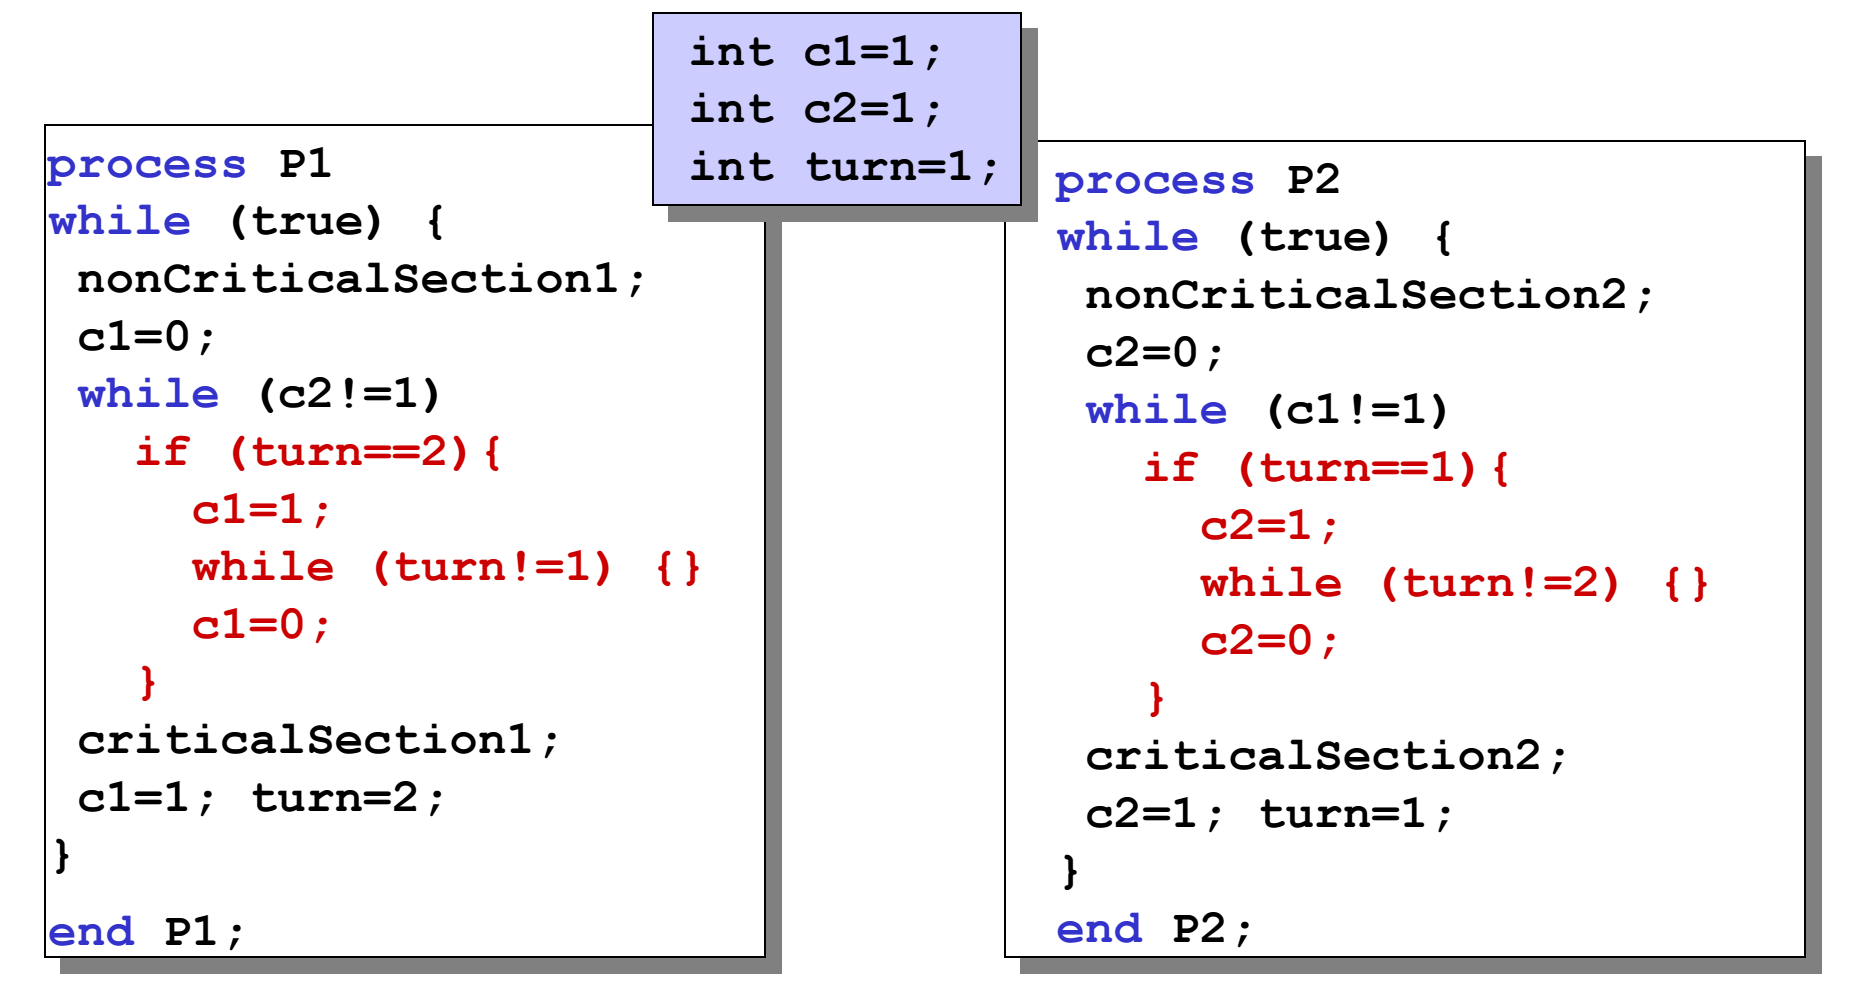 int c1=1;
int c2=1;
int turn=1;
process P1
while (true) {
nonCriticalSection1;
c1=0;
while (c2!=1)
if (turn==2){
c1=1;
while (turn!=1) {}
c1=0;
}
criticalSection1;
c1=1; turn=2;
}
end P1;
process P2
while (true) {
nonCriticalSection2;
c2=0;
while (c1!=1)
if (turn==1){
c2=1;
while (turn!=2) {}
c2=0;
}
criticalSection2;
c2=1; turn=1;
}
end P2;